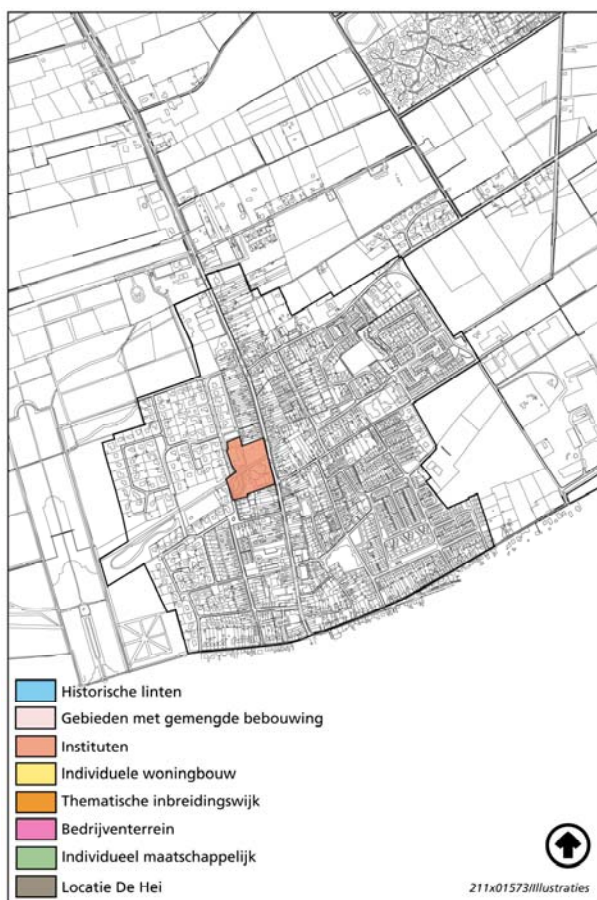 Historische linten
Gebieden met gemengde bebouwing
Instituten
Individuele woningbouw
Thematische inbreidingswijk
Bedrijventerrein
Individueel maatschappelijk
Locatie De Hei
211x01573/Illustraties